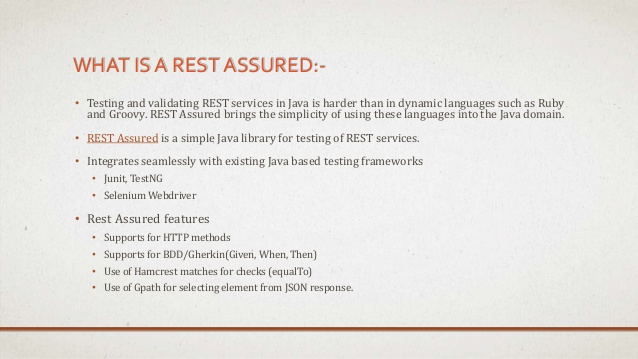 WHAT IS A REST ASSURED:-
• Testing and validating REST services in Java is harder than in dynamic languages such as Ruby
and Groovy. REST Assured brings the simplicity of using these languages into the Java domain.
• REST Assured is a simple Java library for testing of REST services.
• Integrates seamlessly with existing Java based testing frameworks
• Junit, TestNG
• Selenium Webdriver
• Rest Assured features
• Supports for HTTP methods
• Supports for BDD/Gherkin(Given, When, Then)
• Use of Hamcrest matches for checks (equalTo)
• Use of Gpath for selecting element from JSON response.